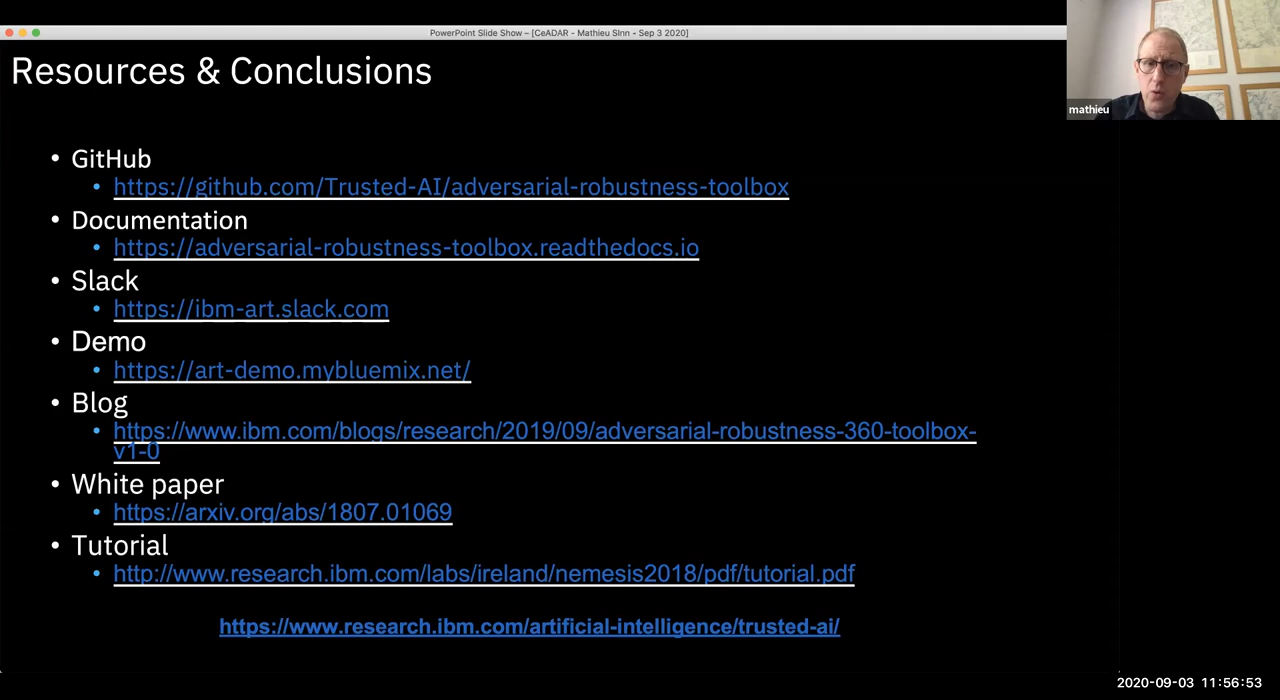 PowerPoint Slide Show – [CeADAR - Mathieu SInn - Sep 3 2020]
Resources & Conclusions
mathieu
• GitHub
• https://github.com/Trusted-AI/adversarial-robustness-toolbox
• Documentation
• https://adversarial-robustness-toolbox.readthedocs.io
• Slack
• https://ibm-art.slack.com
• Demo
• https://art-demo.mybluemix.net/
• Blog
• https://www.ibm.com/blogs/research/2019/09/adversarial-robustness-360-toolbox-
v1-0
• White paper
• https://arxiv.org/abs/1807.01069
• Tutorial
• http://www.research.ibm.com/labs/ireland/nemesis2018/pdf/tutorial.pdf
https://www.research.ibm.com/artificial-intelligence/trusted-ai/
2020-09-03 11:56:53